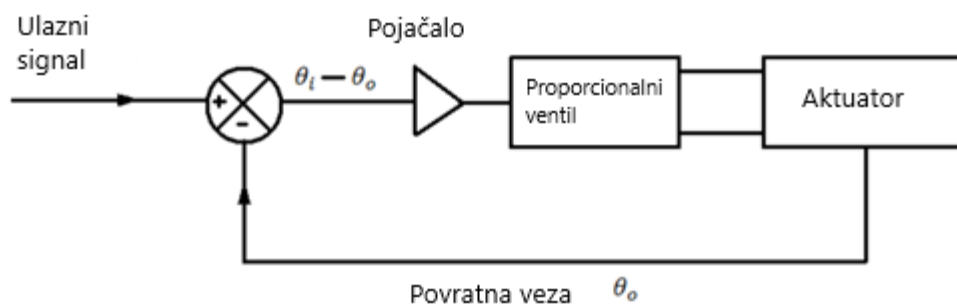 Ulazni
signal
Pojačalo
θᵢ − θₒ
+
−
Proporcionalni
ventil
Aktuator
Povratna veza θₒ